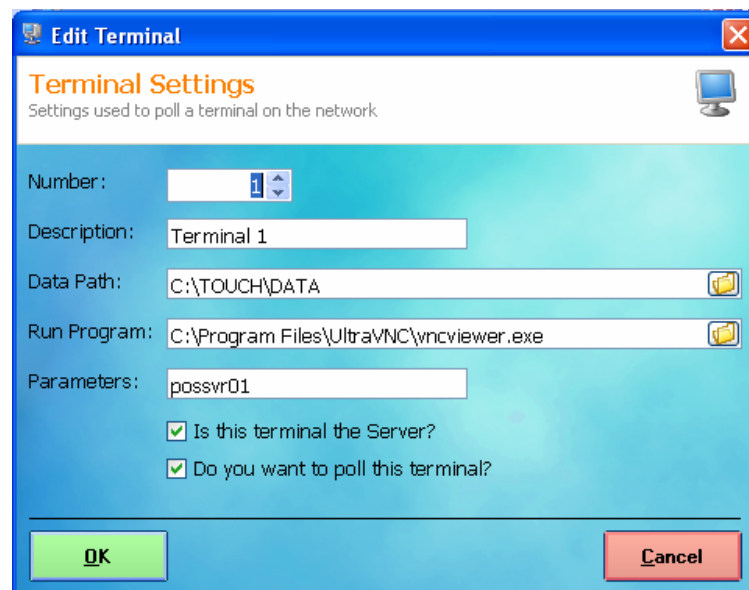 Edit Terminal
Terminal Settings
Settings used to poll a terminal on the network
Number: 1
Description: Terminal 1
Data Path: C:\TOUCH\DATA
Run Program: C:\Program Files\UltraVNC\vncviewer.exe
Parameters: possvr01
Is this terminal the Server?
Do you want to poll this terminal?
OK Cancel